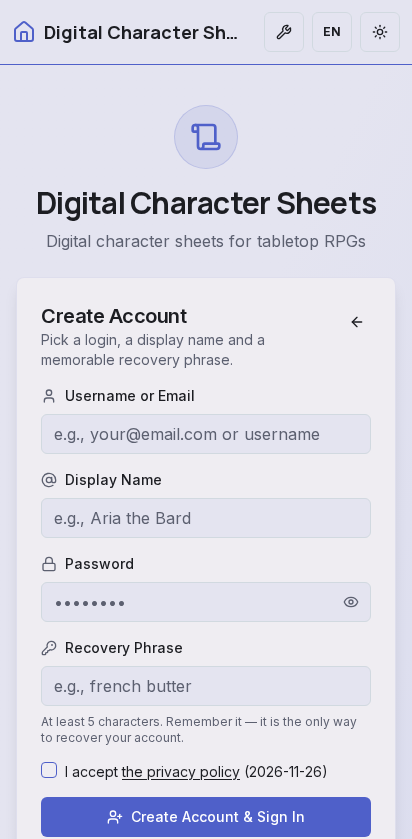 Digital Character Sh...
EN
Digital Character Sheets
Digital character sheets for tabletop RPGs
Create Account
Pick a login, a display name and a
memorable recovery phrase.
Username or Email
e.g., your@email.com or username
Display Name
e.g., Aria the Bard
Password
••••••••
Recovery Phrase
e.g., french butter
At least 5 characters. Remember it — it is the only way
to recover your account.
I accept the privacy policy (2026-11-26)
Create Account & Sign In